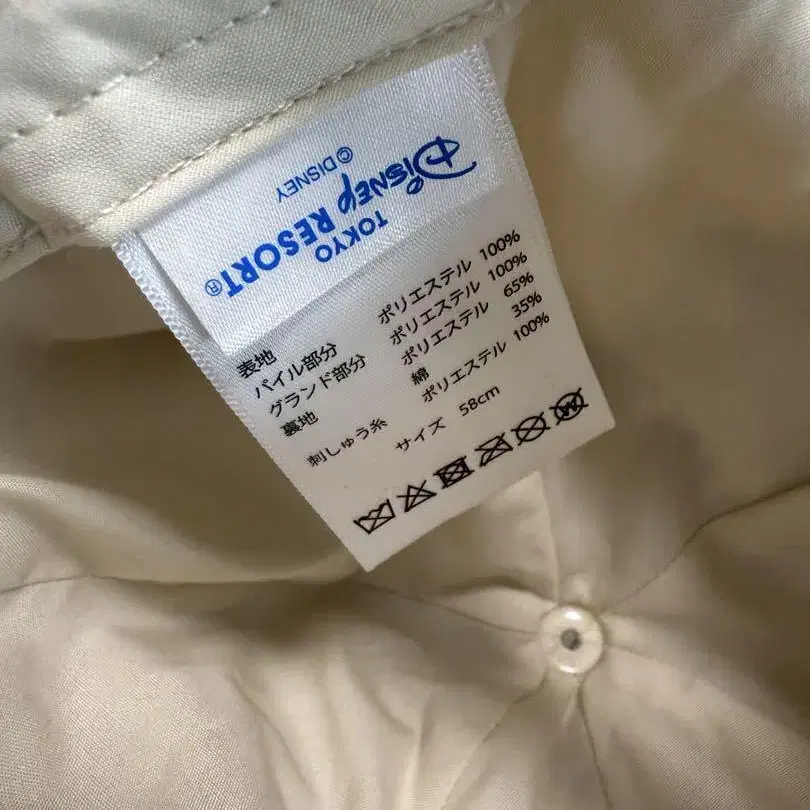 Disney
TOKYO
RESORT®
©DISNEY
表地
パイル部分 ポリエステル 100%
グランド部分 ポリエステル 100%
裏地 ポリエステル 65%
綿 35%
刺しゅう糸 ポリエステル 100%
サイズ 58cm